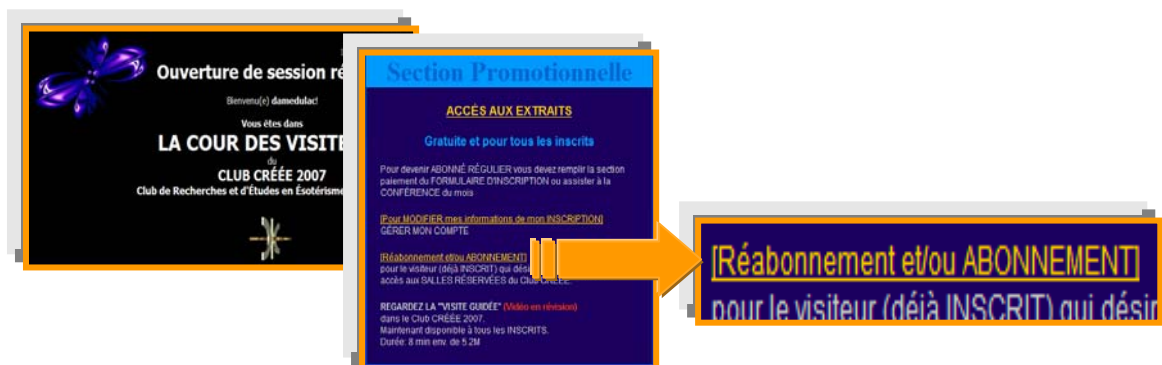 Ouverture de session
Bienvenu(e) damedulac!
Vous êtes dans
LA COUR DES
du
CLUB CRÉÉE 2007
Club de Recherches et d'Études en
Section Promotionnelle
ACCÈS AUX EXTRAITS
Gratuite et pour tous les inscrits
Pour devenir ABONNÉ RÉGULIER vous devez remplir la section
paiement du FORMULAIRE D'INSCRIPTION ou assister à la
CONFÉRENCE du mois
[Pour MODIFIER mes informations de mon INSCRIPTION]
GÉRER MON COMPTE
[Réabonnement et/ou ABONNEMENT]
pour le visiteur (déjà INSCRIT) qui
accès aux SALLES RÉSERVÉES du Club CRÉÉE.
REGARDEZ LA "VISITE GUIDÉE" (Vidéo en révision)
dans le Club CRÉÉE 2007.
Maintenant disponible à tous les INSCRITS.
Durée: 8 min env. de 5.2M
[Réabonnement et/ou ABONNEMENT]
pour le visiteur (déjà INSCRIT) qui